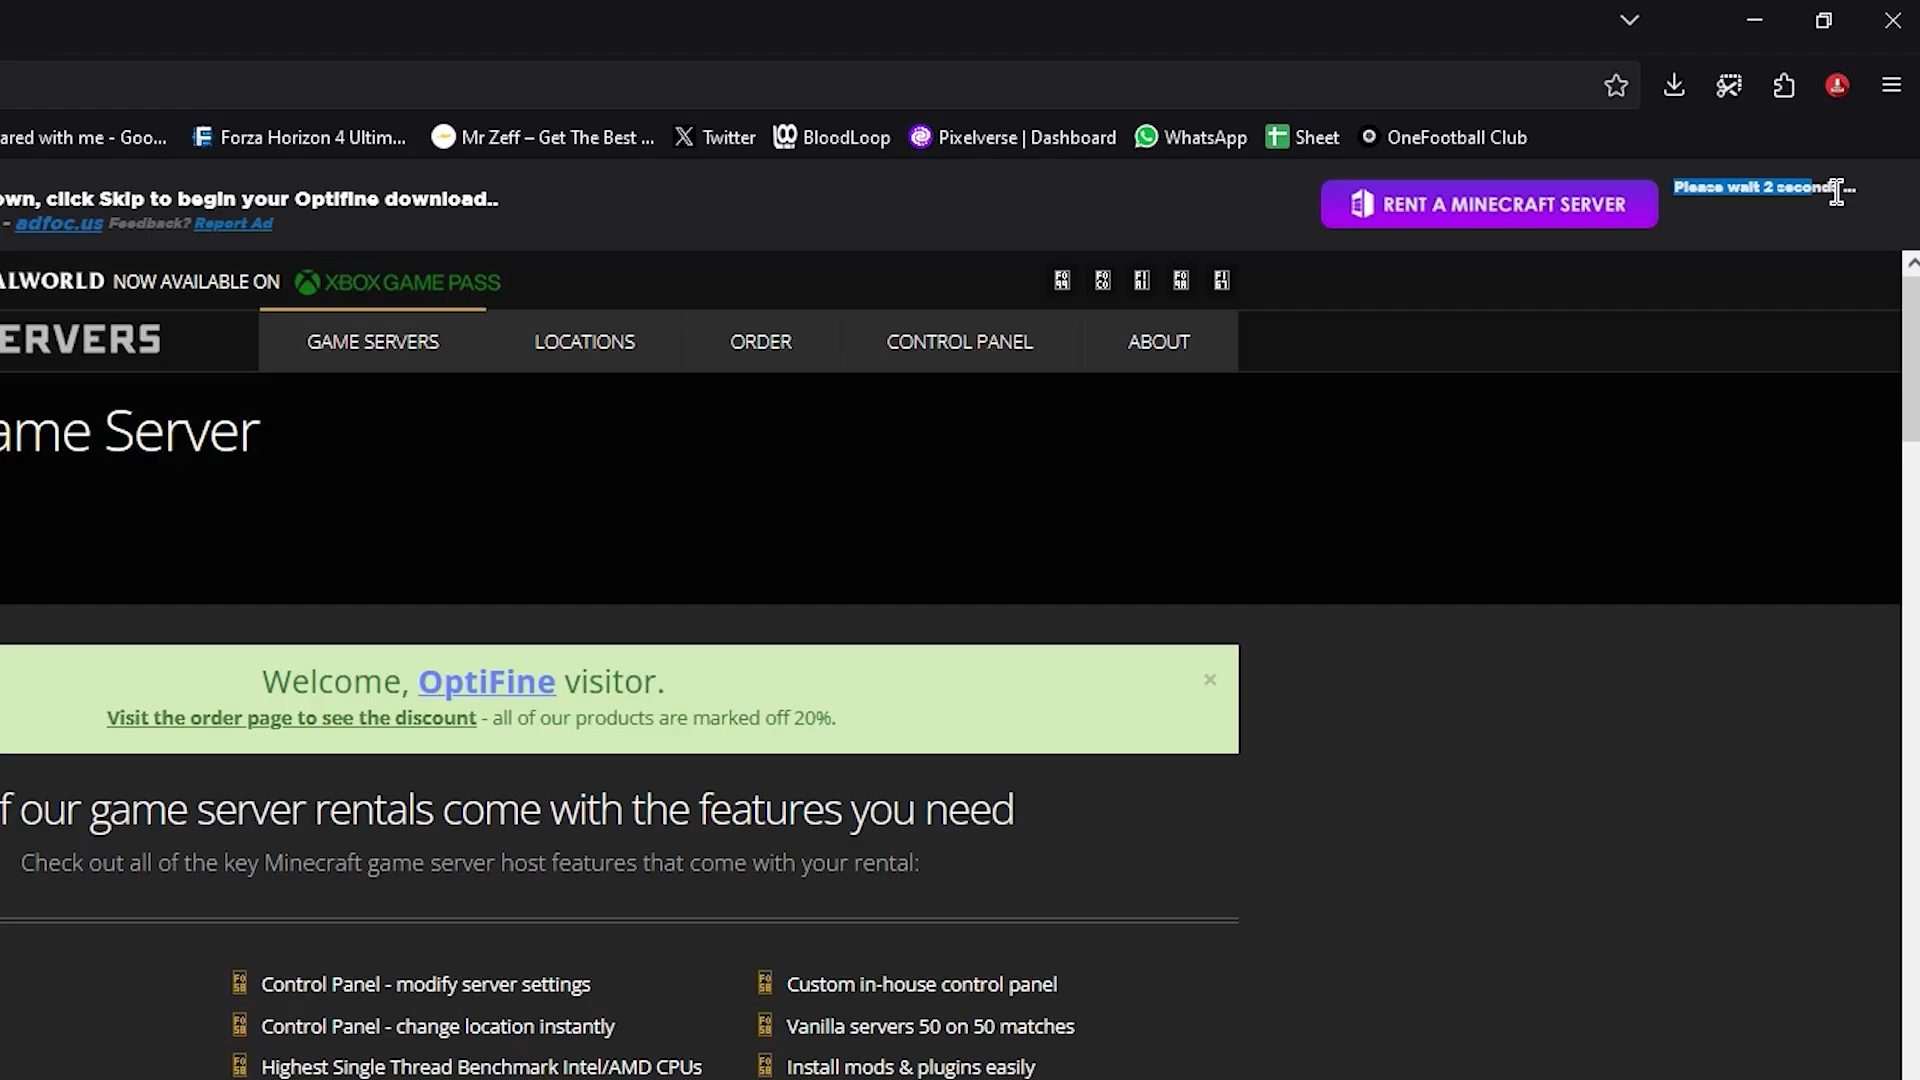 ared with me - Goo... Forza Horizon 4 Ultim... Mr Zeff – Get The Best ... Twitter BloodLoop Pixelverse | Dashboard WhatsApp Sheet OneFootball Club
own, click Skip to begin your Optifine download..
- adfoc.us Feedback? Report Ad
RENT A MINECRAFT SERVER
Please wait 2 seconds...
ALWORLD NOW AVAILABLE ON XBOX GAME PASS
ERVERS
GAME SERVERS LOCATIONS ORDER CONTROL PANEL ABOUT
ame Server
Welcome, OptiFine visitor.
×
Visit the order page to see the discount - all of our products are marked off 20%.
f our game server rentals come with the features you need
Check out all of the key Minecraft game server host features that come with your rental:
Control Panel - modify server settings
Custom in-house control panel
Control Panel - change location instantly
Vanilla servers 50 on 50 matches
Highest Single Thread Benchmark Intel/AMD CPUs
Install mods & plugins easily